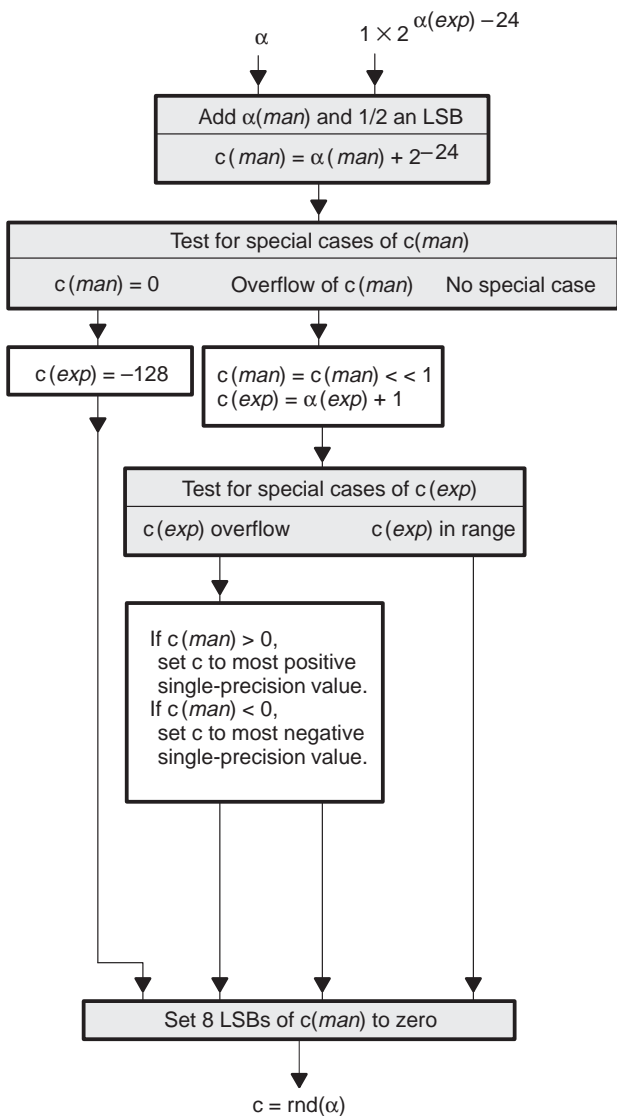 α
1 × 2^α(exp) –24
Add α(man) and 1/2 an LSB
c(man) = α(man) + 2^–24
Test for special cases of c(man)
c(man) = 0 Overflow of c(man) No special case
c(exp) = –128
c(man) = c(man) < < 1
c(exp) = α(exp) + 1
Test for special cases of c(exp)
c(exp) overflow c(exp) in range
If c(man) > 0,
set c to most positive
single-precision value.
If c(man) < 0,
set c to most negative
single-precision value.
Set 8 LSBs of c(man) to zero
c = rnd(α)